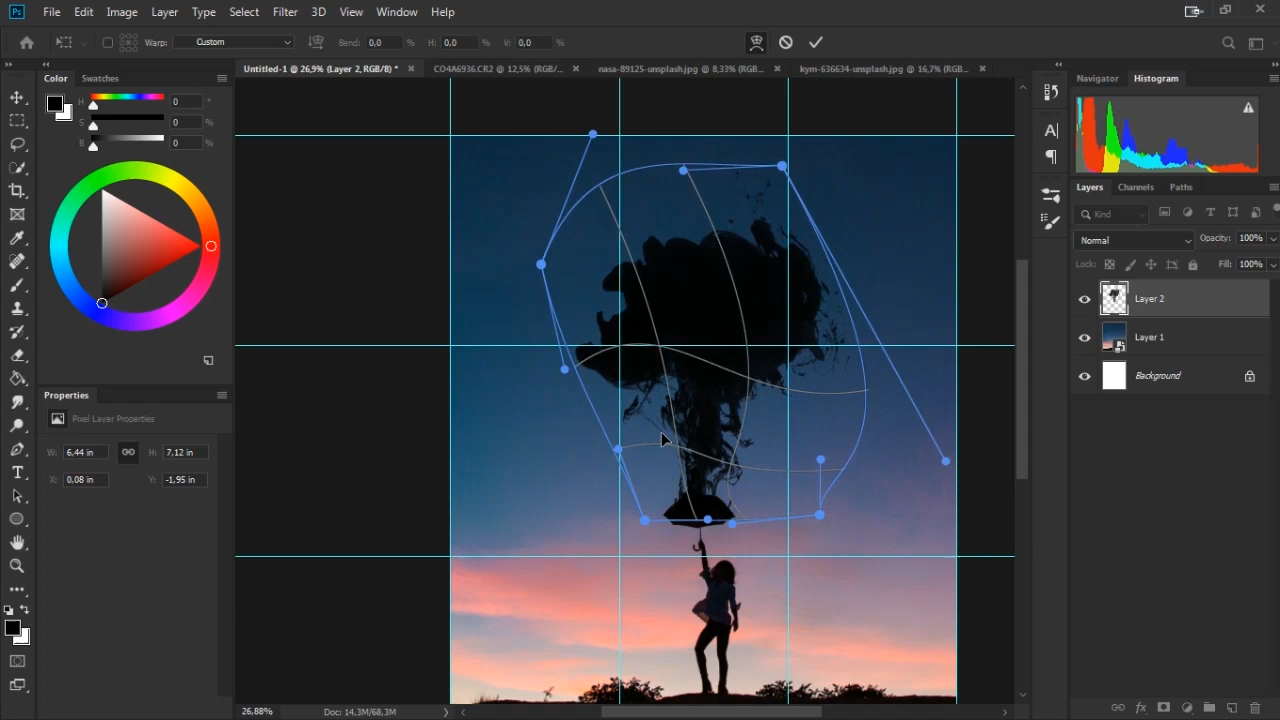 Ps File Edit Image Layer Type Select Filter 3D View Window Help
Warp: Custom Bend: 0,0 % H: 0,0 % V: 0,0 %
Untitled-1 @ 26,9% (Layer 2, RGB/8) * CO4A6936.CR2 @ 12,5% (RGB/... nasa-89125-unsplash.jpg @ 8,33% (RGB... kym-636634-unsplash.jpg @ 16,7% (RGB...
Color Swatches
H 0 °
S 0 %
B 0 %
Properties
Pixel Layer Properties
W: 6,44 in H: 7,12 in
X: 0,08 in Y: -1,95 in
Navigator Histogram
Layers Channels Paths
Kind
Normal Opacity: 100%
Lock: Fill: 100%
Layer 2
Layer 1
Background
26,88% Doc: 14,3M/68,3M